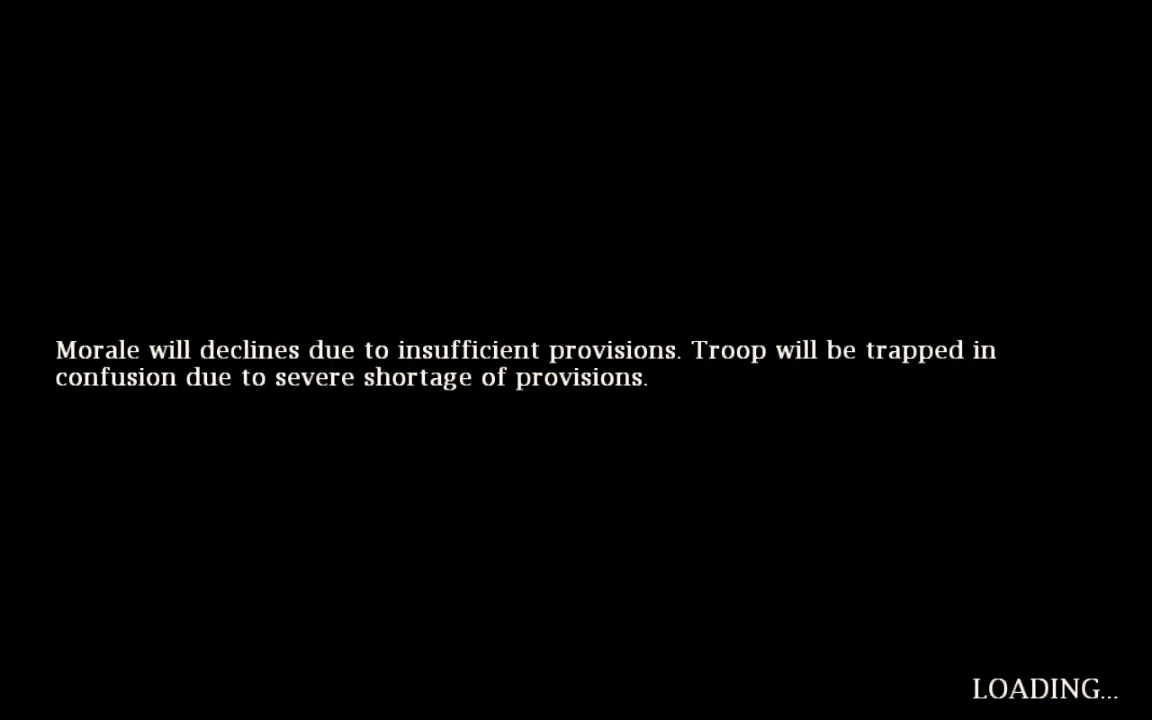 Morale will declines due to insufficient provisions. Troop will be trapped in
confusion due to severe shortage of provisions.
LOADING...